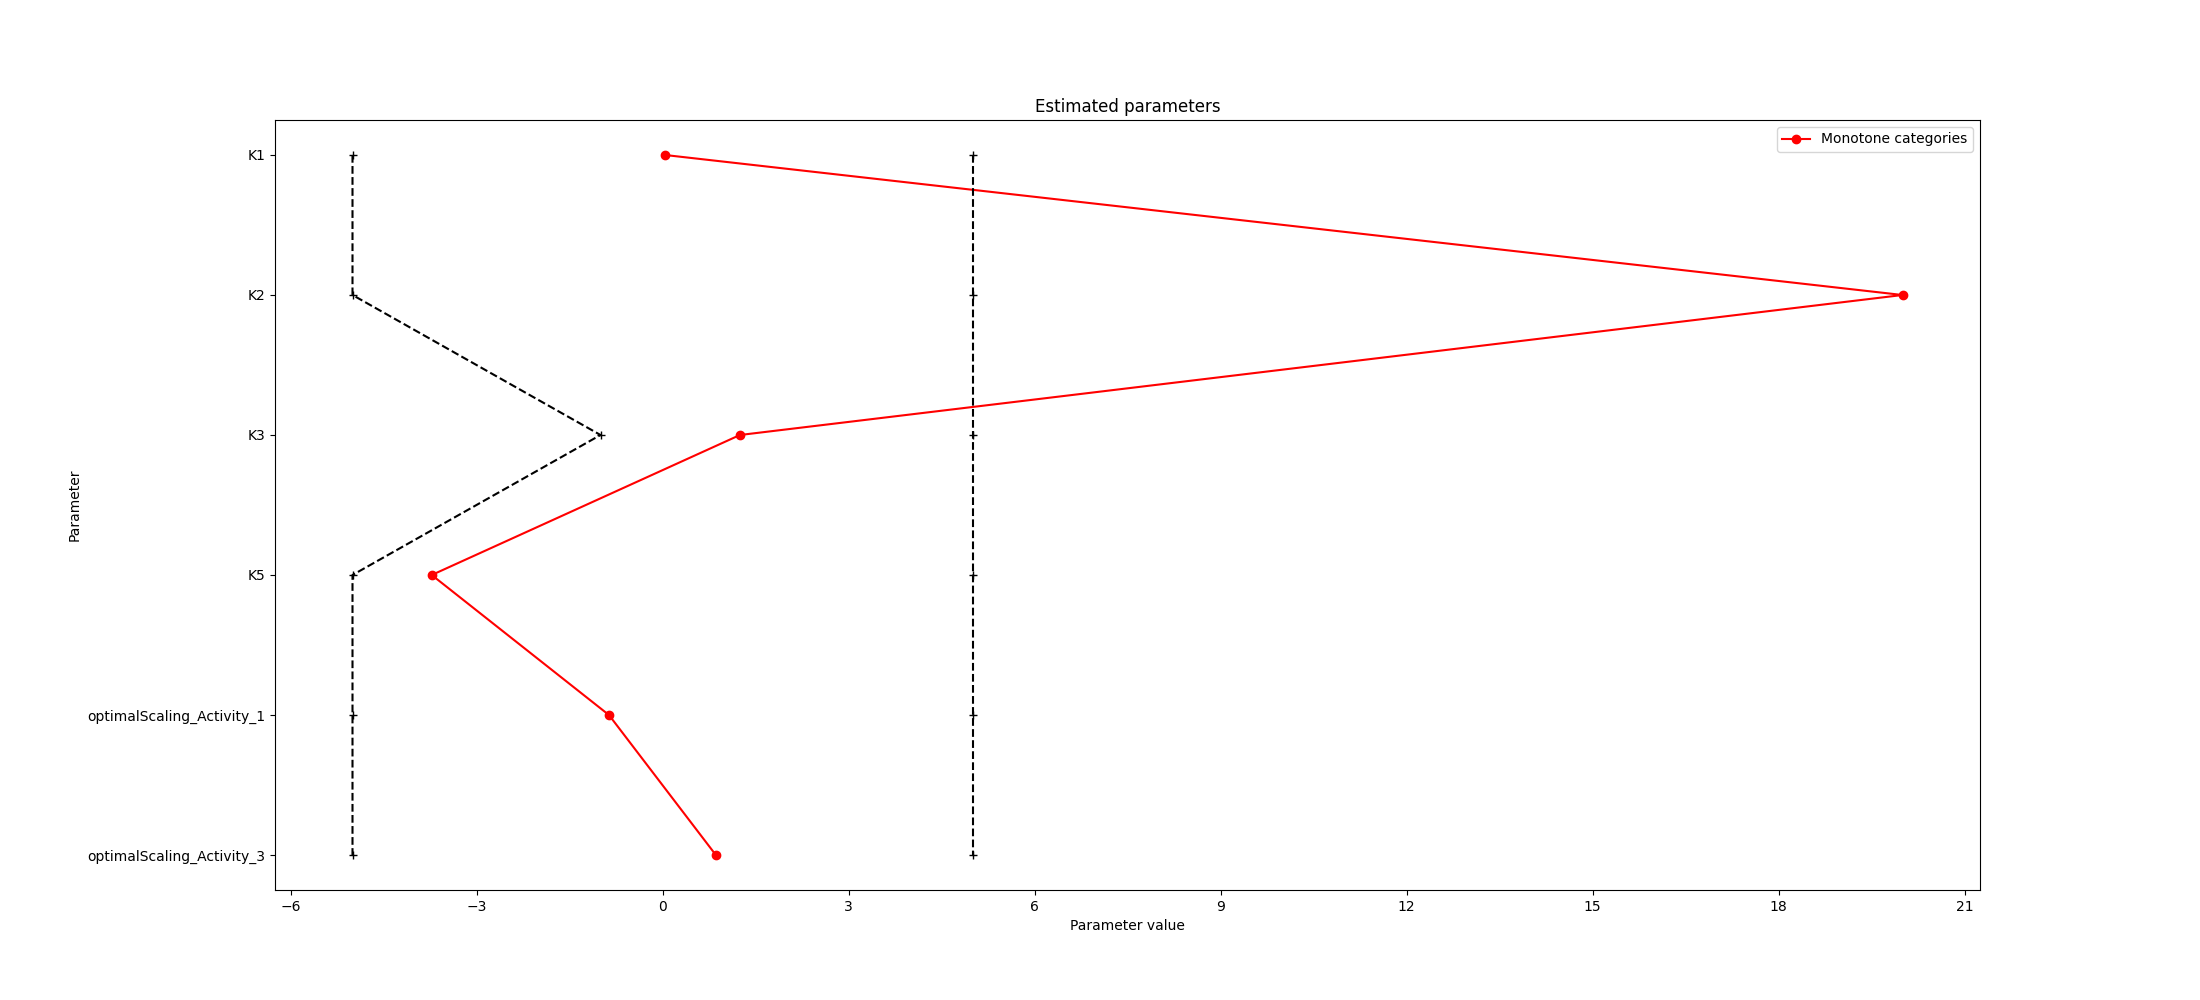 Estimated parameters
Monotone categories
K1
K2
K3
Parameter
K5
optimalScaling_Activity_1
optimalScaling_Activity_3
−6 −3 0 3 6 9 12 15 18 21
Parameter value